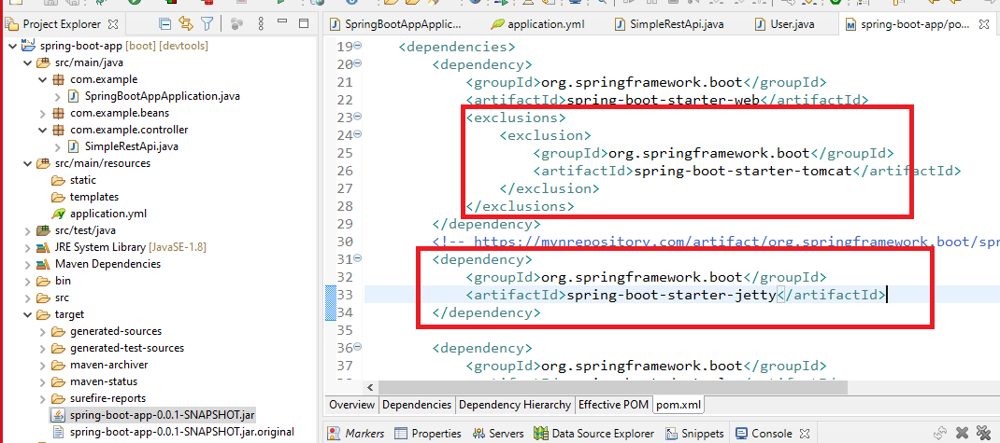 Project Explorer
spring-boot-app [boot] [devtools]
src/main/java
com.example
SpringBootAppApplication.java
com.example.beans
com.example.controller
SimpleRestApi.java
src/main/resources
static
templates
application.yml
src/test/java
JRE System Library [JavaSE-1.8]
Maven Dependencies
bin
src
target
generated-sources
generated-test-sources
maven-archiver
maven-status
surefire-reports
spring-boot-app-0.0.1-SNAPSHOT.jar
spring-boot-app-0.0.1-SNAPSHOT.jar.original
SpringBootAppApplic... application.yml SimpleRestApi.java User.java spring-boot-app/po...
19 <dependencies>
20 <dependency>
21 <groupId>org.springframework.boot</groupId>
22 <artifactId>spring-boot-starter-web</artifactId>
23 <exclusions>
24 <exclusion>
25 <groupId>org.springframework.boot</groupId>
26 <artifactId>spring-boot-starter-tomcat</artifactId>
27 </exclusion>
28 </exclusions>
29 </dependency>
30 <!-- https://mvnrepository.com/artifact/org.springframework.boot/spr
31 <dependency>
32 <groupId>org.springframework.boot</groupId>
33 <artifactId>spring-boot-starter-jetty</artifactId>
34 </dependency>
35
36 <dependency>
37 <groupId>org.springframework.boot</groupId>
Overview Dependencies Dependency Hierarchy Effective POM pom.xml
Markers Properties Servers Data Source Explorer Snippets Console